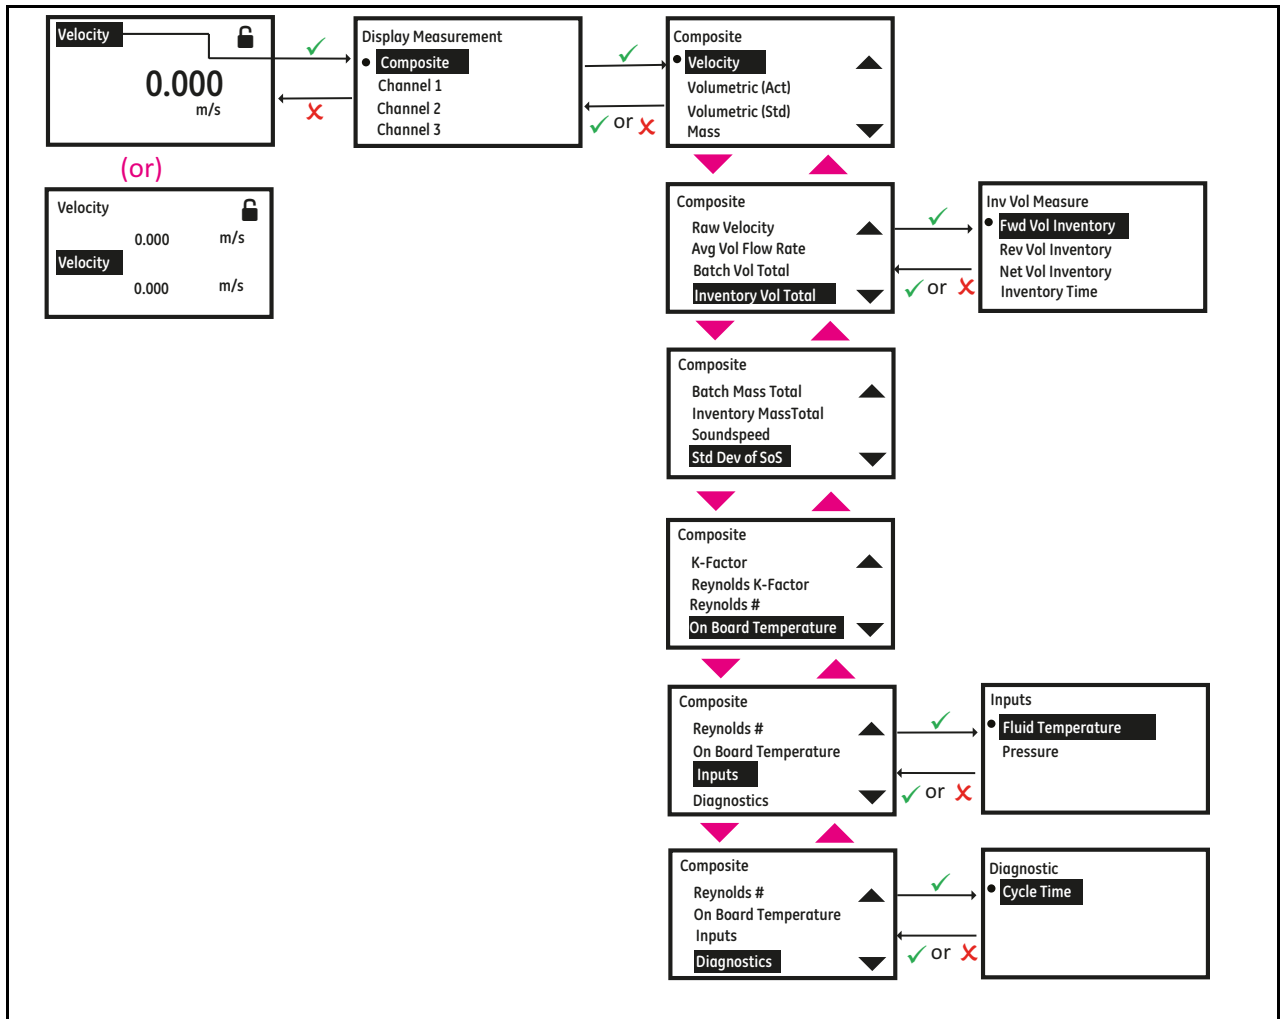 Velocity
0.000
m/s
(or)
Velocity
0.000 m/s
Velocity
0.000 m/s
Display Measurement
Composite
Channel 1
Channel 2
Channel 3
or
Composite
Velocity
Volumetric (Act)
Volumetric (Std)
Mass
Composite
Raw Velocity
Avg Vol Flow Rate
Batch Vol Total
Inventory Vol Total
or
Inv Vol Measure
Fwd Vol Inventory
Rev Vol Inventory
Net Vol Inventory
Inventory Time
Composite
Batch Mass Total
Inventory MassTotal
Soundspeed
Std Dev of SoS
Composite
K-Factor
Reynolds K-Factor
Reynolds #
On Board Temperature
Composite
Reynolds #
On Board Temperature
Inputs
Diagnostics
or
Inputs
Fluid Temperature
Pressure
Composite
Reynolds #
On Board Temperature
Inputs
Diagnostics
or
Diagnostic
Cycle Time